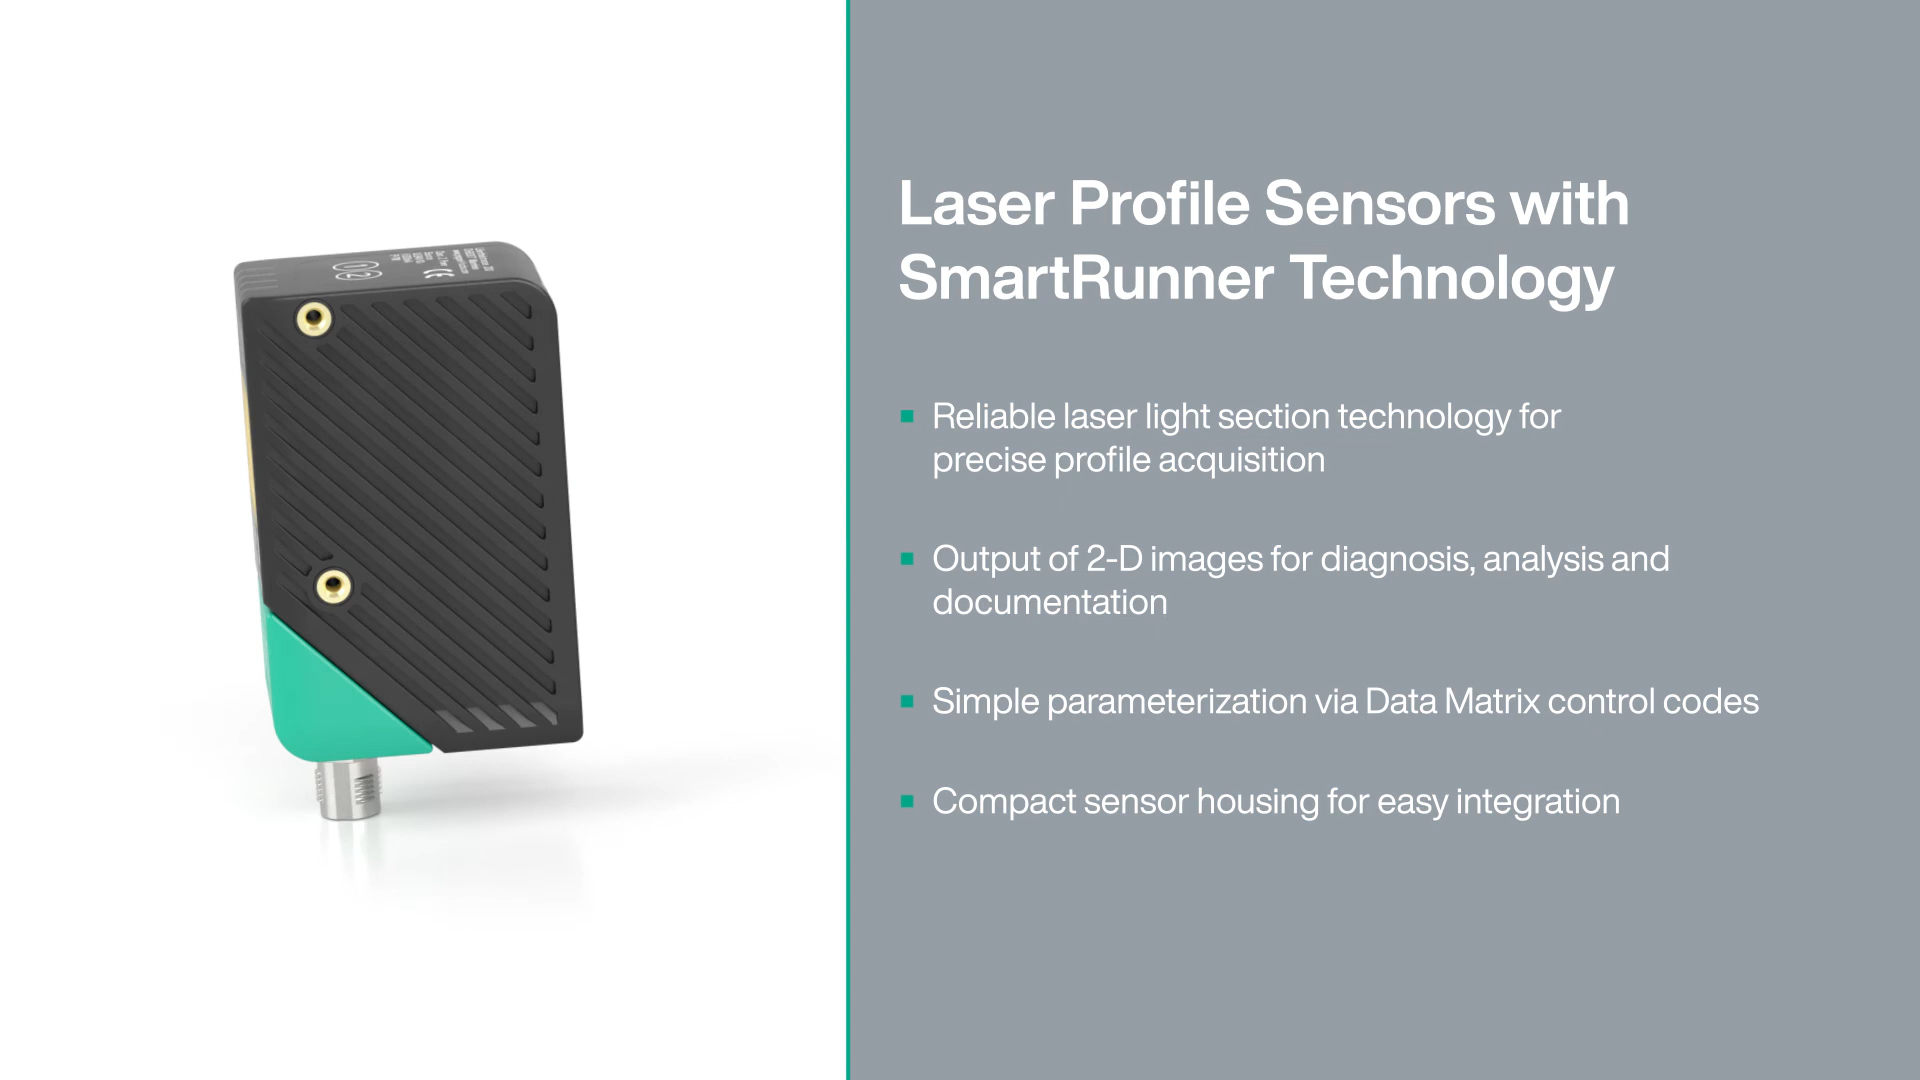 Laser Profile Sensors with
SmartRunner Technology
Reliable laser light section technology for
precise profile acquisition
Output of 2-D images for diagnosis, analysis and
documentation
Simple parameterization via Data Matrix control codes
Compact sensor housing for easy integration